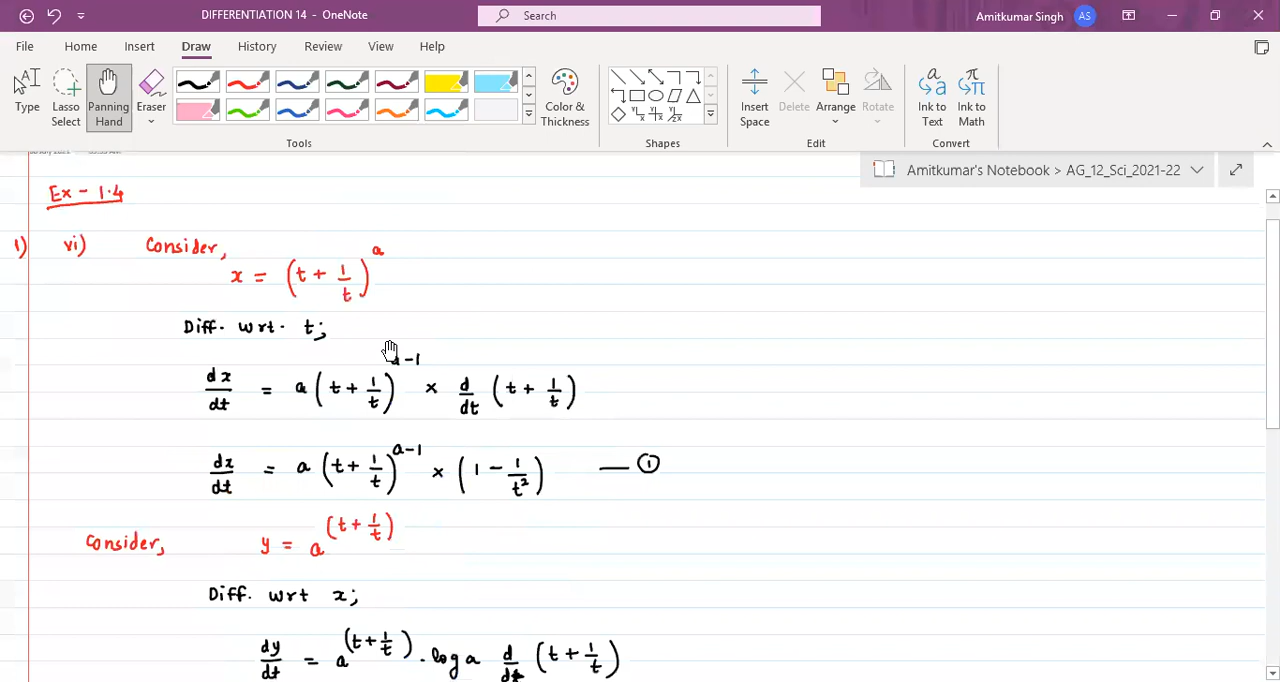 DIFFERENTIATION 14 - OneNote
Search
Amitkumar Singh
AS
File Home Insert Draw History Review View Help
Type
Lasso Select
Panning Hand
Eraser
Color & Thickness
Insert Space
Delete
Arrange
Rotate
Ink to Text
Ink to Math
Tools
Shapes
Edit
Convert
Amitkumar's Notebook > AG_12_Sci_2021-22
Ex - 1.4
1) vi) Consider,
x = (t + 1/t)^a
Diff. wrt. t;
dx/dt = a (t + 1/t)^(a-1) × d/dt (t + 1/t)
dx/dt = a (t + 1/t)^(a-1) × (1 - 1/t²) — ①
Consider, y = a^(t + 1/t)
Diff. wrt x;
dy/dt = a^(t + 1/t) . log a d/dt (t + 1/t)